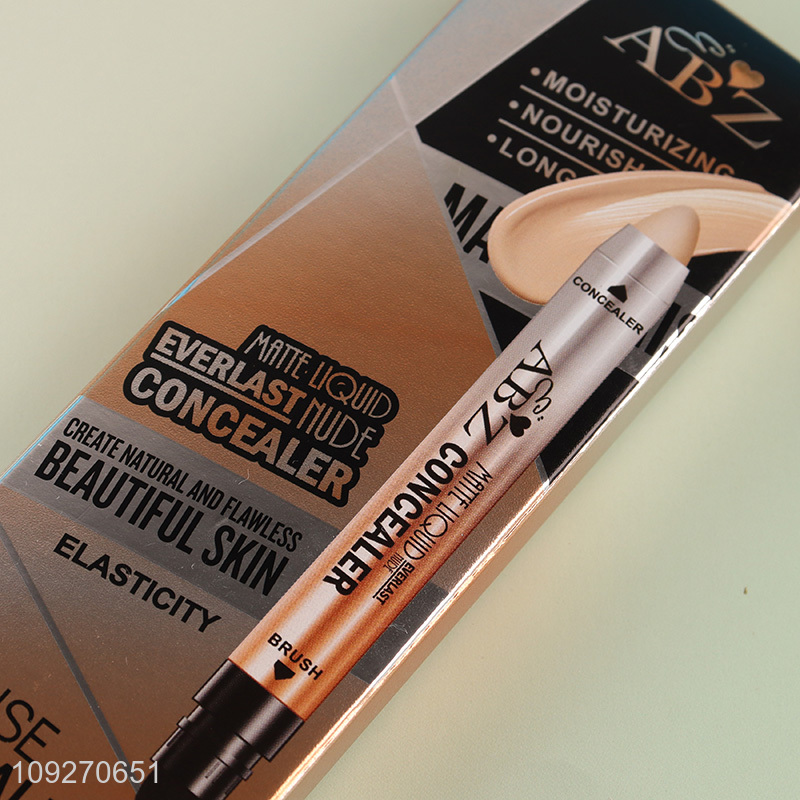 ABZ
• MOISTURIZING
• NOURISH
• LONG
MA
CONCEALER
ABZ
MATTE LIQUID
EVERLAST
NUDE
CONCEALER
BRUSH
MATTE LIQUID
EVERLAST NUDE
CONCEALER
CREATE NATURAL AND FLAWLESS
BEAUTIFUL SKIN
ELASTICITY
109270651